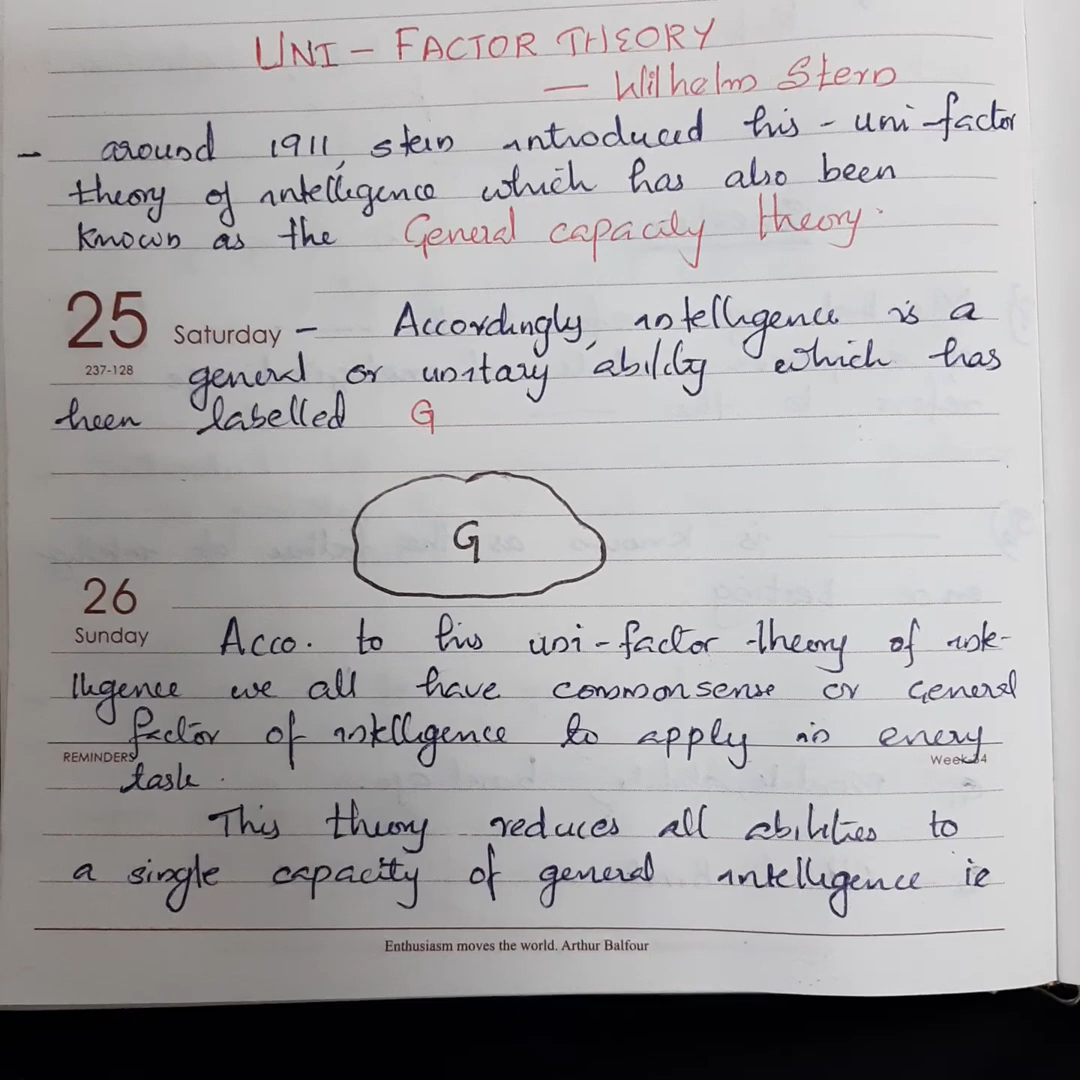 UNI - FACTOR THEORY
- Wilhelm Stern
- around 1911, stern introduced his - uni-factor
theory of intelligence which has also been
known as the General capacity theory.
25 Saturday - Accordingly, intelligence is a
237-128 general or unitary ability which has
been labelled G
G
26
Sunday Acco. to his uni-factor theory of inte-
lligence we all have commonsense or General
factor of intelligence to apply in every
REMINDERS Week-34
task.
This theory reduces all abilities to
a single capacity of general intelligence ie
Enthusiasm moves the world. Arthur Balfour